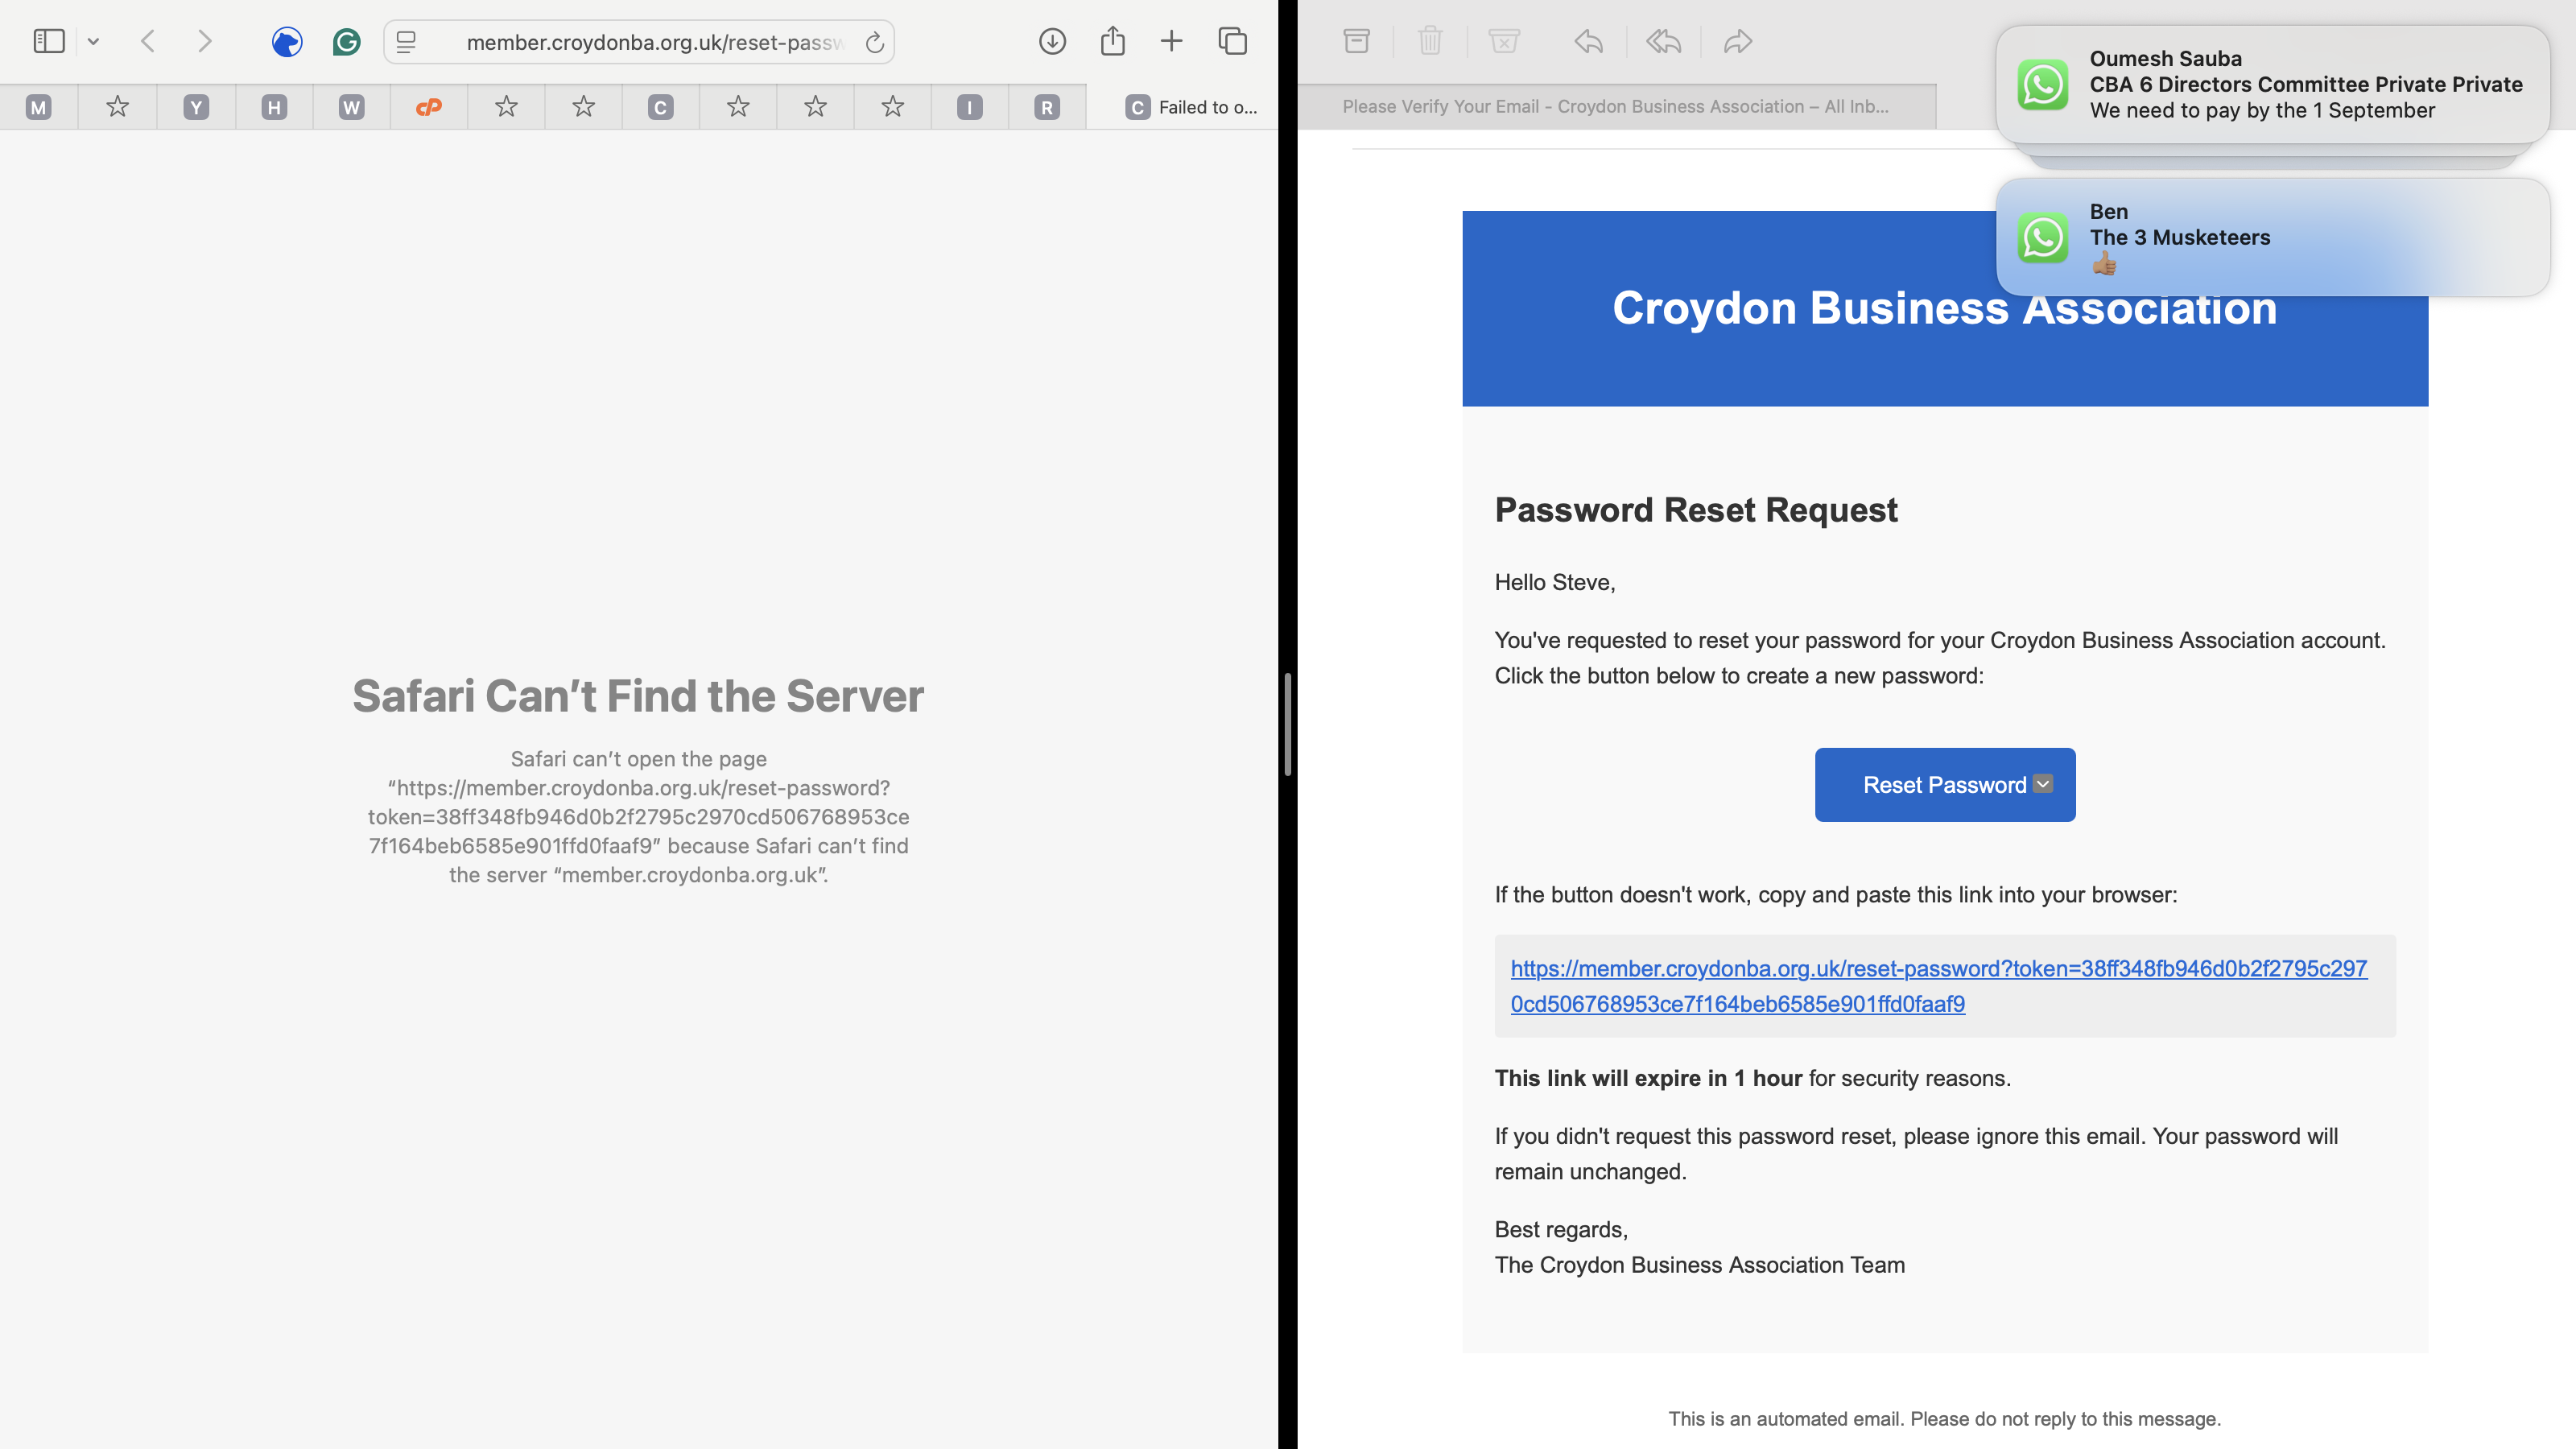 member.croydonba.org.uk/reset-passw
M
Y
H
W
cP
C
I
R
C Failed to o...
Safari Can’t Find the Server
Safari can’t open the page
“https://member.croydonba.org.uk/reset-password?
token=38ff348fb946d0b2f2795c2970cd506768953ce
7f164beb6585e901ffd0faaf9” because Safari can’t find
the server “member.croydonba.org.uk”.
Please Verify Your Email - Croydon Business Association – All Inb...
Oumesh Sauba
CBA 6 Directors Committee Private Private
We need to pay by the 1 September
Ben
The 3 Musketeers
👍🏽
Croydon Business Association
Password Reset Request
Hello Steve,
You've requested to reset your password for your Croydon Business Association account.
Click the button below to create a new password:
Reset Password
If the button doesn't work, copy and paste this link into your browser:
https://member.croydonba.org.uk/reset-password?token=38ff348fb946d0b2f2795c297
0cd506768953ce7f164beb6585e901ffd0faaf9
This link will expire in 1 hour for security reasons.
If you didn't request this password reset, please ignore this email. Your password will
remain unchanged.
Best regards,
The Croydon Business Association Team
This is an automated email. Please do not reply to this message.